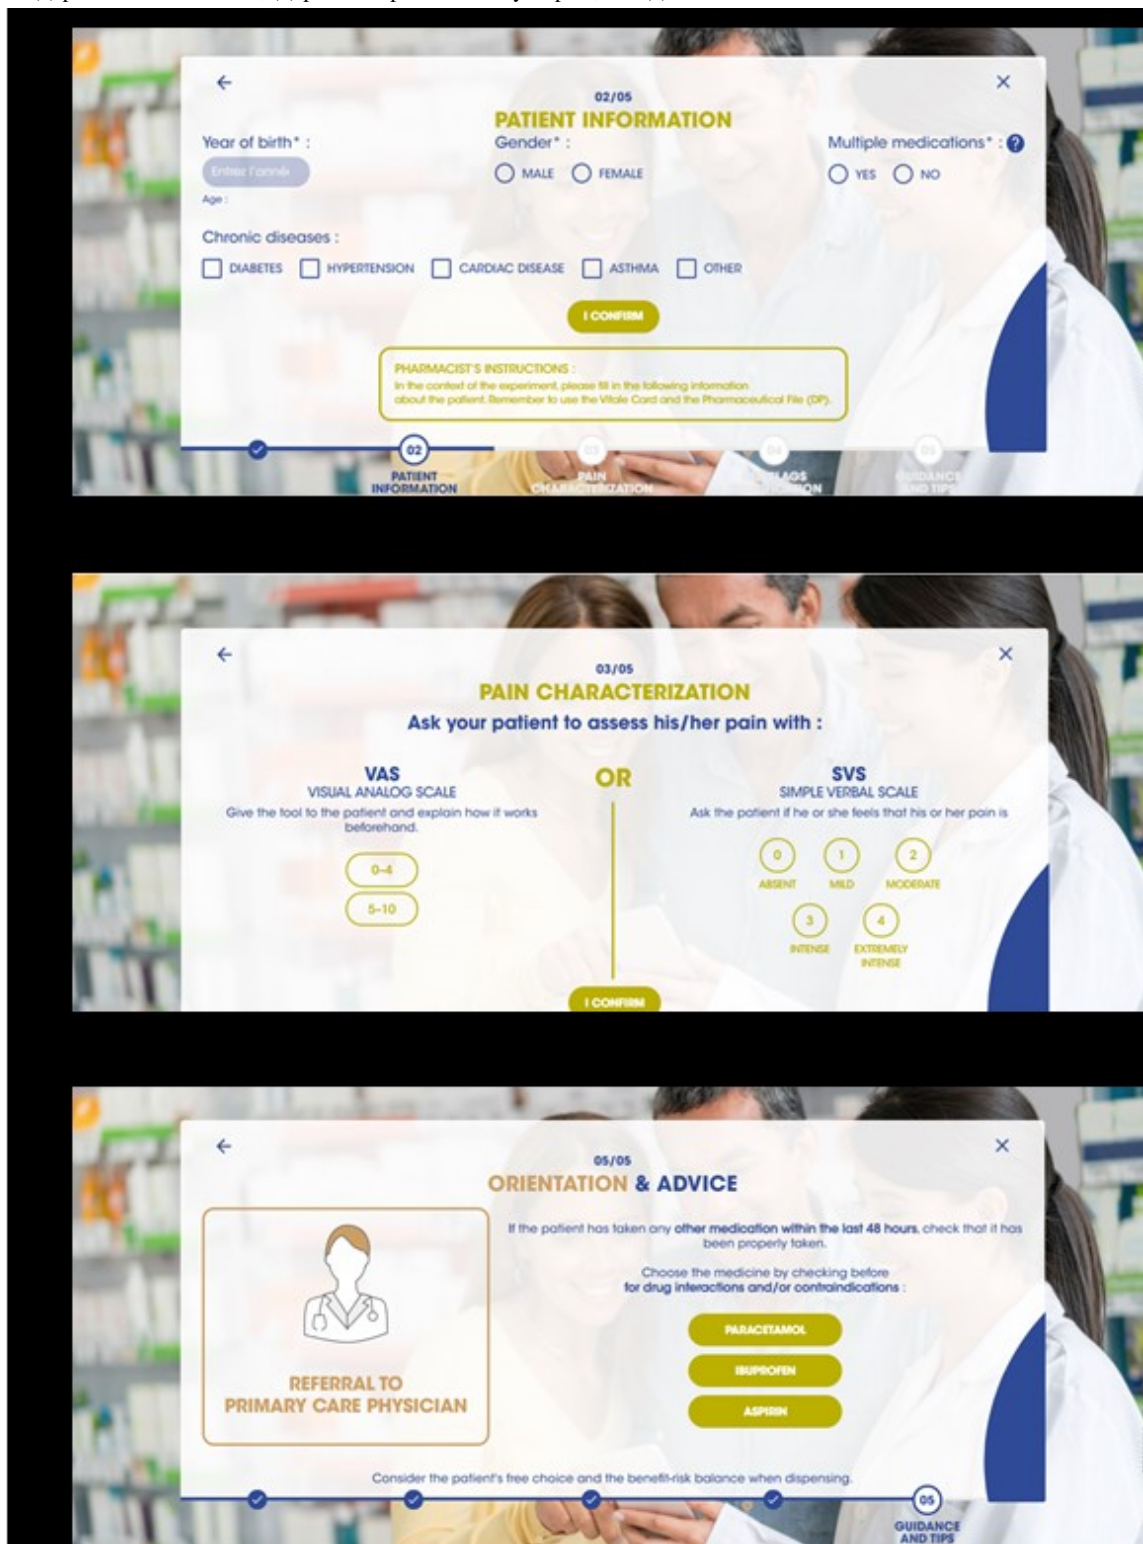 02/05
PATIENT INFORMATION
Year of birth* :
Entrez l'année
Age :
Gender* :
MALE FEMALE
Multiple medications* : ?
YES NO
Chronic diseases :
DIABETES HYPERTENSION CARDIAC DISEASE ASTHMA OTHER
I CONFIRM
PHARMACIST'S INSTRUCTIONS :
In the context of the experiment, please fill in the following information
about the patient. Remember to use the Vitale Card and the Pharmaceutical File (DP).
02
PATIENT
INFORMATION
03
PAIN
CHARACTERIZATION
04
05
GUIDANCE
AND TIPS
03/05
PAIN CHARACTERIZATION
Ask your patient to assess his/her pain with :
VAS
VISUAL ANALOG SCALE
Give the tool to the patient and explain how it works
beforehand.
0-4
5-10
OR
SVS
SIMPLE VERBAL SCALE
Ask the patient if he or she feels that his or her pain is
0 1 2
ABSENT MILD MODERATE
3 4
INTENSE EXTREMELY
INTENSE
I CONFIRM
05/05
ORIENTATION & ADVICE
REFERRAL TO
PRIMARY CARE PHYSICIAN
If the patient has taken any other medication within the last 48 hours, check that it has
been properly taken.
Choose the medicine by checking before
for drug interactions and/or contraindications :
PARACETAMOL
IBUPROFEN
ASPIRIN
Consider the patient's free choice and the benefit-risk balance when dispensing.
05
GUIDANCE
AND TIPS